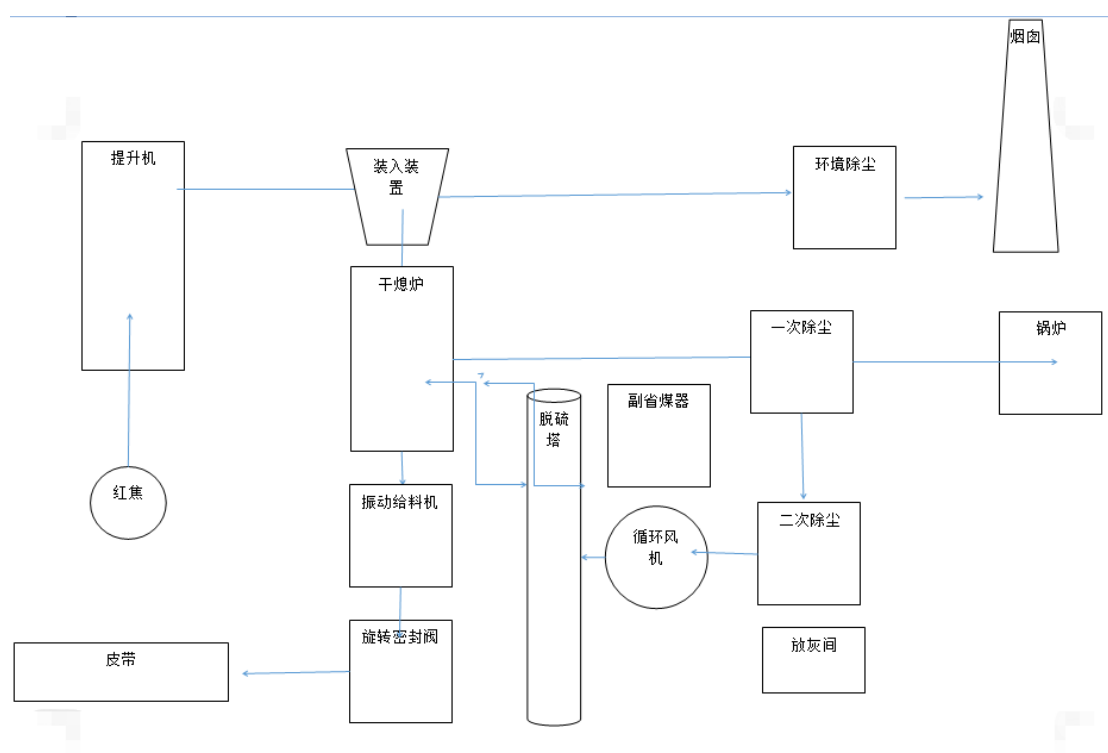 烟囱
提升机
装入装
置
环境除尘
干熄炉
一次除尘
锅炉
副省煤器
脱硫
塔
红焦
振动给料机
二次除尘
循环风
机
旋转密封阀
放灰间
皮带